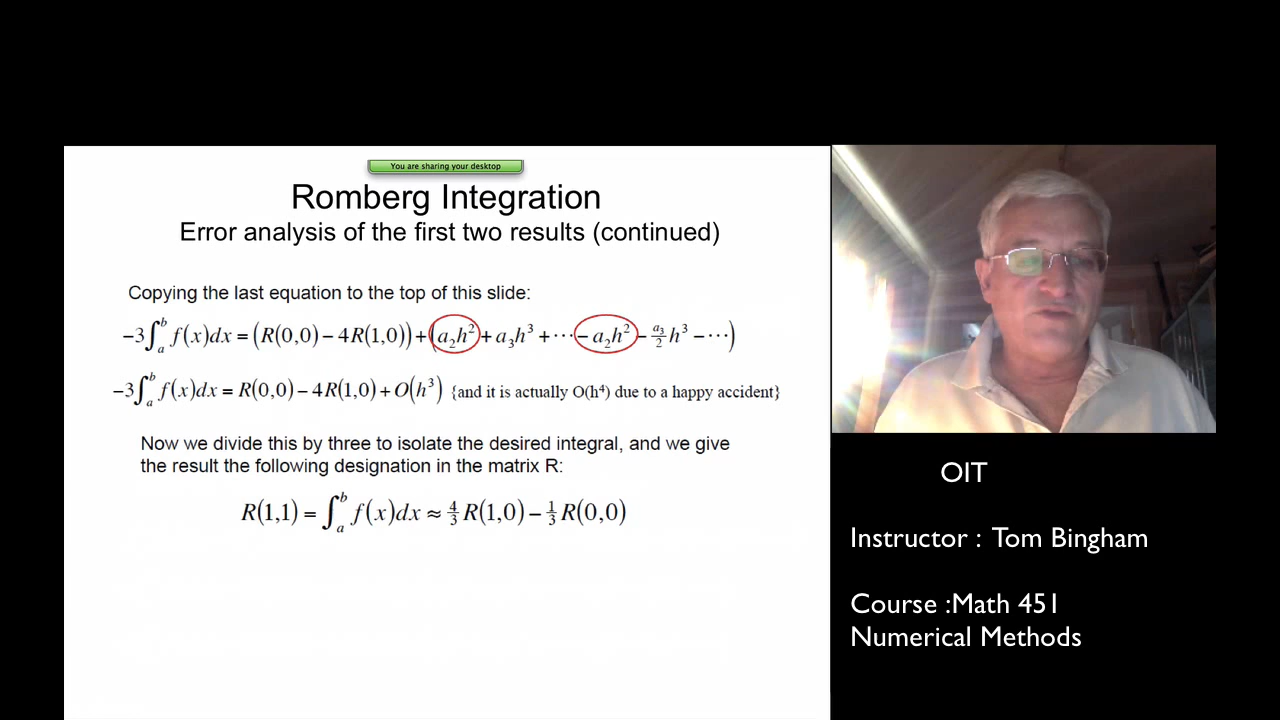 You are sharing your desktop
Romberg Integration
Error analysis of the first two results (continued)
Copying the last equation to the top of this slide:
−3∫ₐᵇ f(x)dx = (R(0,0) − 4R(1,0)) + (a₂h² + a₃h³ + ⋯ − a₂h² − a₃/2 h³ − ⋯)
−3∫ₐᵇ f(x)dx = R(0,0) − 4R(1,0) + O(h³) {and it is actually O(h⁴) due to a happy accident}
Now we divide this by three to isolate the desired integral, and we give
the result the following designation in the matrix R:
R(1,1) = ∫ₐᵇ f(x)dx ≈ 4/3 R(1,0) − 1/3 R(0,0)
OIT
Instructor : Tom Bingham
Course :Math 451
Numerical Methods